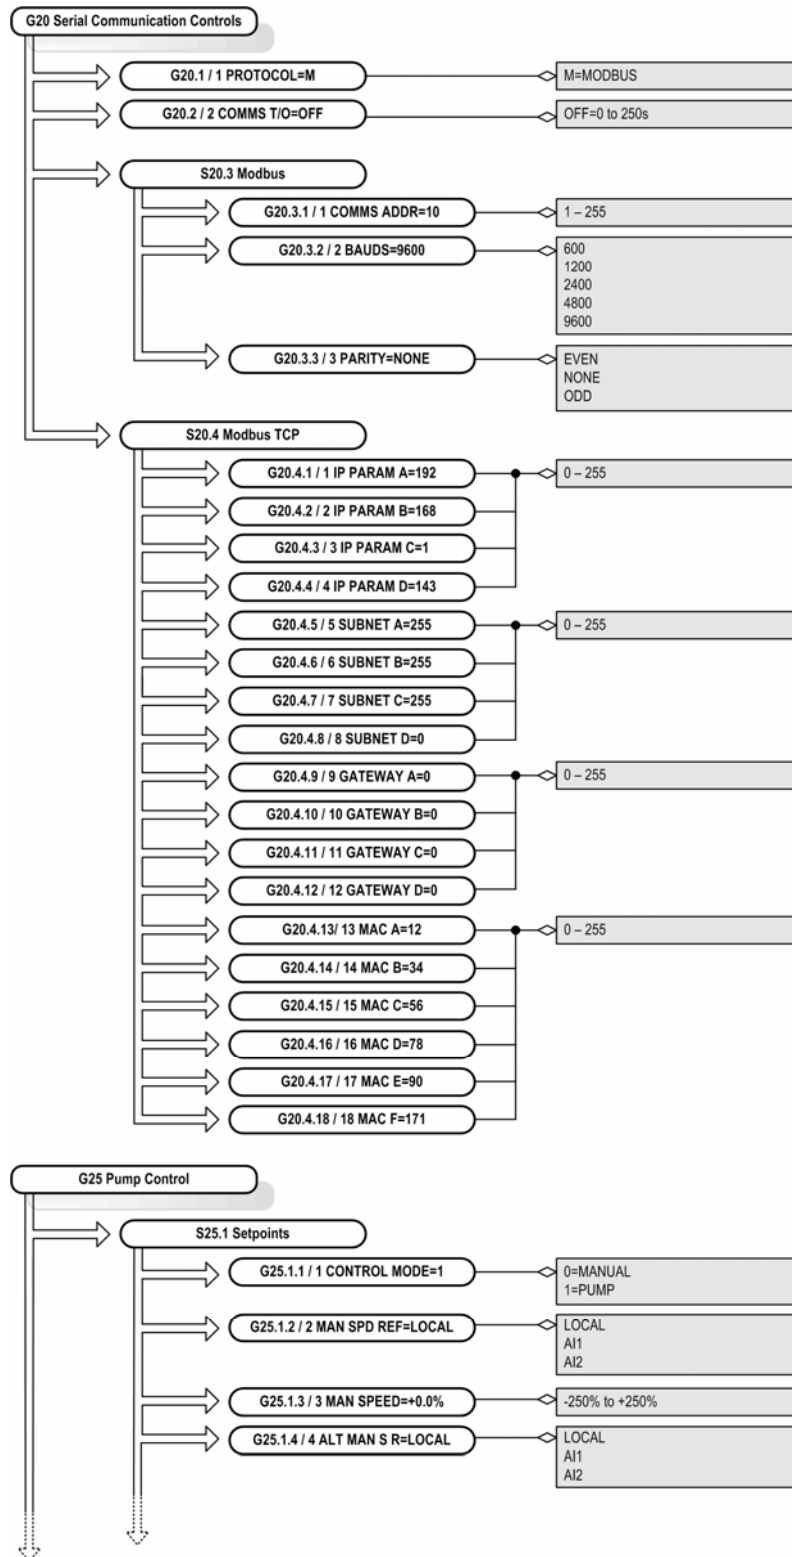 G20 Serial Communication Controls
G20.1 / 1 PROTOCOL=M
M=MODBUS
G20.2 / 2 COMMS T/O=OFF
OFF=0 to 250s
S20.3 Modbus
G20.3.1 / 1 COMMS ADDR=10
1 – 255
G20.3.2 / 2 BAUDS=9600
600
1200
2400
4800
9600
G20.3.3 / 3 PARITY=NONE
EVEN
NONE
ODD
S20.4 Modbus TCP
G20.4.1 / 1 IP PARAM A=192
0 – 255
G20.4.2 / 2 IP PARAM B=168
G20.4.3 / 3 IP PARAM C=1
G20.4.4 / 4 IP PARAM D=143
G20.4.5 / 5 SUBNET A=255
0 – 255
G20.4.6 / 6 SUBNET B=255
G20.4.7 / 7 SUBNET C=255
G20.4.8 / 8 SUBNET D=0
G20.4.9 / 9 GATEWAY A=0
0 – 255
G20.4.10 / 10 GATEWAY B=0
G20.4.11 / 11 GATEWAY C=0
G20.4.12 / 12 GATEWAY D=0
G20.4.13/ 13 MAC A=12
0 – 255
G20.4.14 / 14 MAC B=34
G20.4.15 / 15 MAC C=56
G20.4.16 / 16 MAC D=78
G20.4.17 / 17 MAC E=90
G20.4.18 / 18 MAC F=171
G25 Pump Control
S25.1 Setpoints
G25.1.1 / 1 CONTROL MODE=1
0=MANUAL
1=PUMP
G25.1.2 / 2 MAN SPD REF=LOCAL
LOCAL
AI1
AI2
G25.1.3 / 3 MAN SPEED=+0.0%
-250% to +250%
G25.1.4 / 4 ALT MAN S R=LOCAL
LOCAL
AI1
AI2